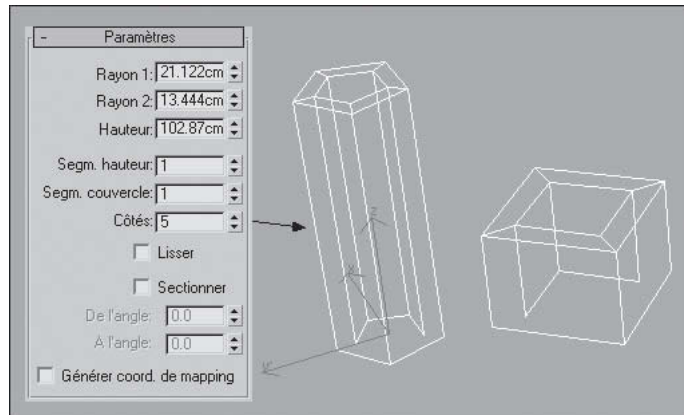 - Paramètres
Rayon 1: 21.122cm
Rayon 2: 13.444cm
Hauteur: 102.87cm
Segm. hauteur: 1
Segm. couvercle: 1
Côtés: 5
Lisser
Sectionner
De l'angle: 0.0
A l'angle: 0.0
Générer coord. de mapping